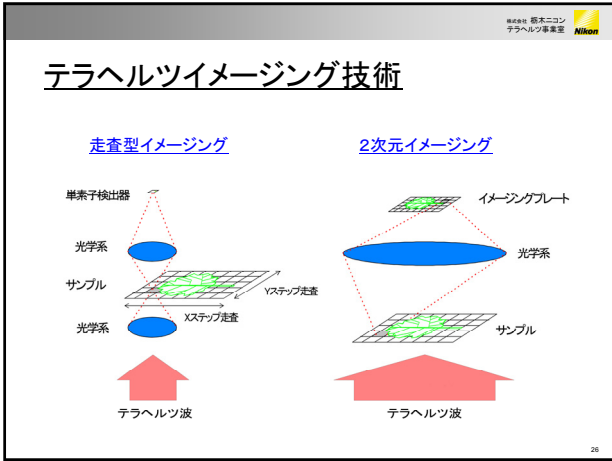 株式会社 栃木ニコン
テラヘルツ事業室
Nikon
テラヘルツイメージング技術
走査型イメージング
単素子検出器
光学系
サンプル
Yステップ走査
Xステップ走査
光学系
テラヘルツ波
２次元イメージング
イメージングプレート
光学系
サンプル
テラヘルツ波
26